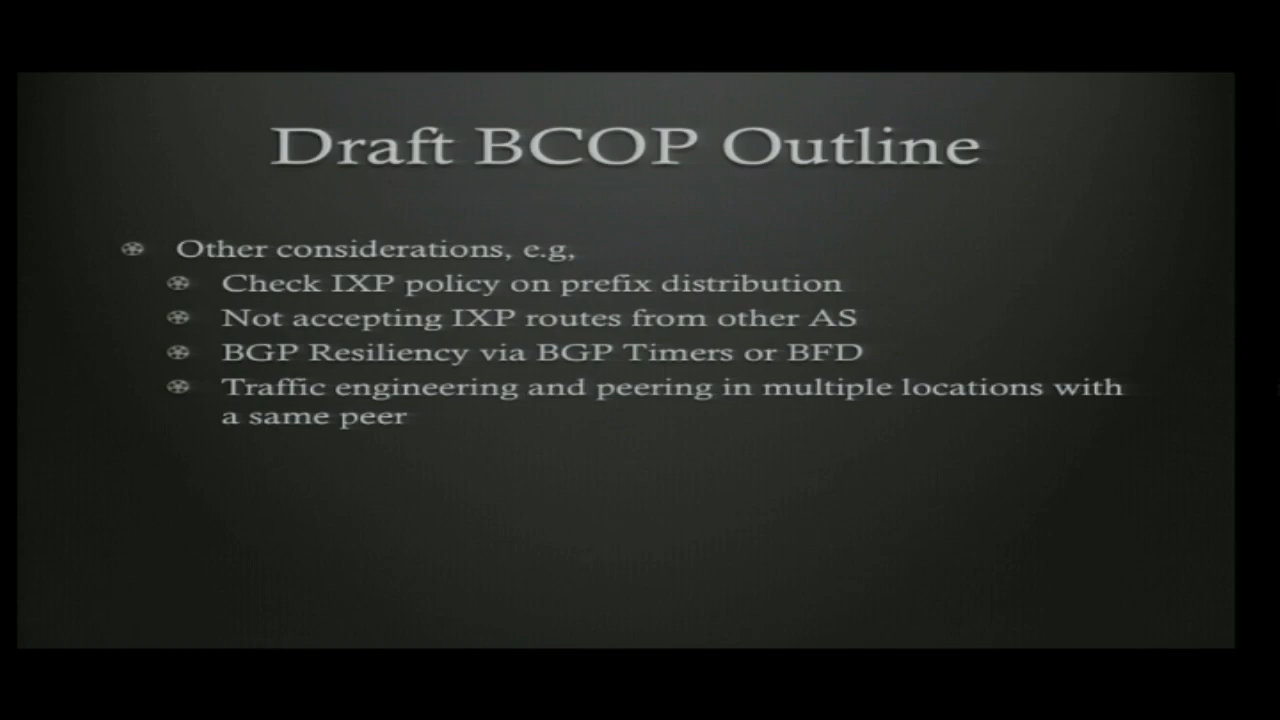 Draft BCOP Outline
Other considerations, e.g,
Check IXP policy on prefix distribution
Not accepting IXP routes from other AS
BGP Resiliency via BGP Timers or BFD
Traffic engineering and peering in multiple locations with
a same peer